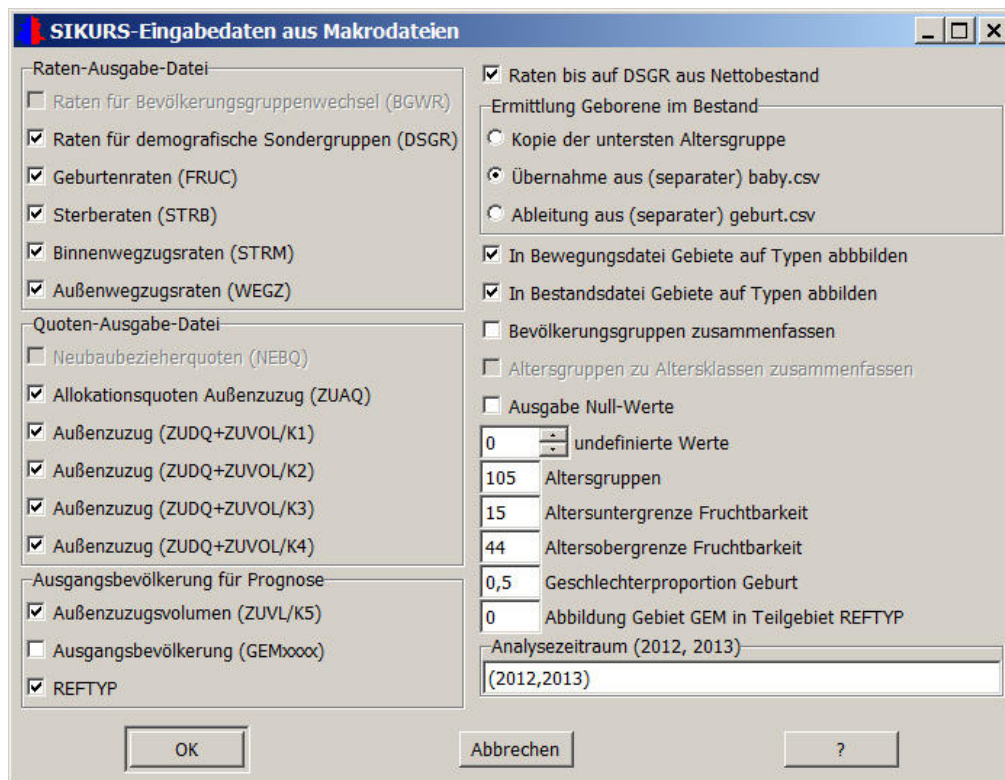 SIKURS-Eingabedaten aus Makrodateien
Raten-Ausgabe-Datei
Raten für Bevölkerungsgruppenwechsel (BGWR)
Raten für demografische Sondergruppen (DSGR)
Geburtenraten (FRUC)
Sterberaten (STRB)
Binnenwegzugsraten (STRM)
Außenwegzugsraten (WEGZ)
Quoten-Ausgabe-Datei
Neubaubezieherquoten (NEBQ)
Allokationsquoten Außenzuzug (ZUAQ)
Außenzuzug (ZUDQ+ZUVOL/K1)
Außenzuzug (ZUDQ+ZUVOL/K2)
Außenzuzug (ZUDQ+ZUVOL/K3)
Außenzuzug (ZUDQ+ZUVOL/K4)
Ausgangsbevölkerung für Prognose
Außenzuzugsvolumen (ZUVL/K5)
Ausgangsbevölkerung (GEMxxxx)
REFTYP
Raten bis auf DSGR aus Nettobestand
Ermittlung Geborene im Bestand
Kopie der untersten Altersgruppe
Übernahme aus (separater) baby.csv
Ableitung aus (separater) geburt.csv
In Bewegungsdatei Gebiete auf Typen abbbilden
In Bestandsdatei Gebiete auf Typen abbilden
Bevölkerungsgruppen zusammenfassen
Altersgruppen zu Altersklassen zusammenfassen
Ausgabe Null-Werte
0 undefinierte Werte
105 Altersgruppen
15 Altersuntergrenze Fruchtbarkeit
44 Altersobergrenze Fruchtbarkeit
0,5 Geschlechterproportion Geburt
0 Abbildung Gebiet GEM in Teilgebiet REFTYP
Analysezeitraum (2012, 2013)
(2012,2013)
OK
Abbrechen
?